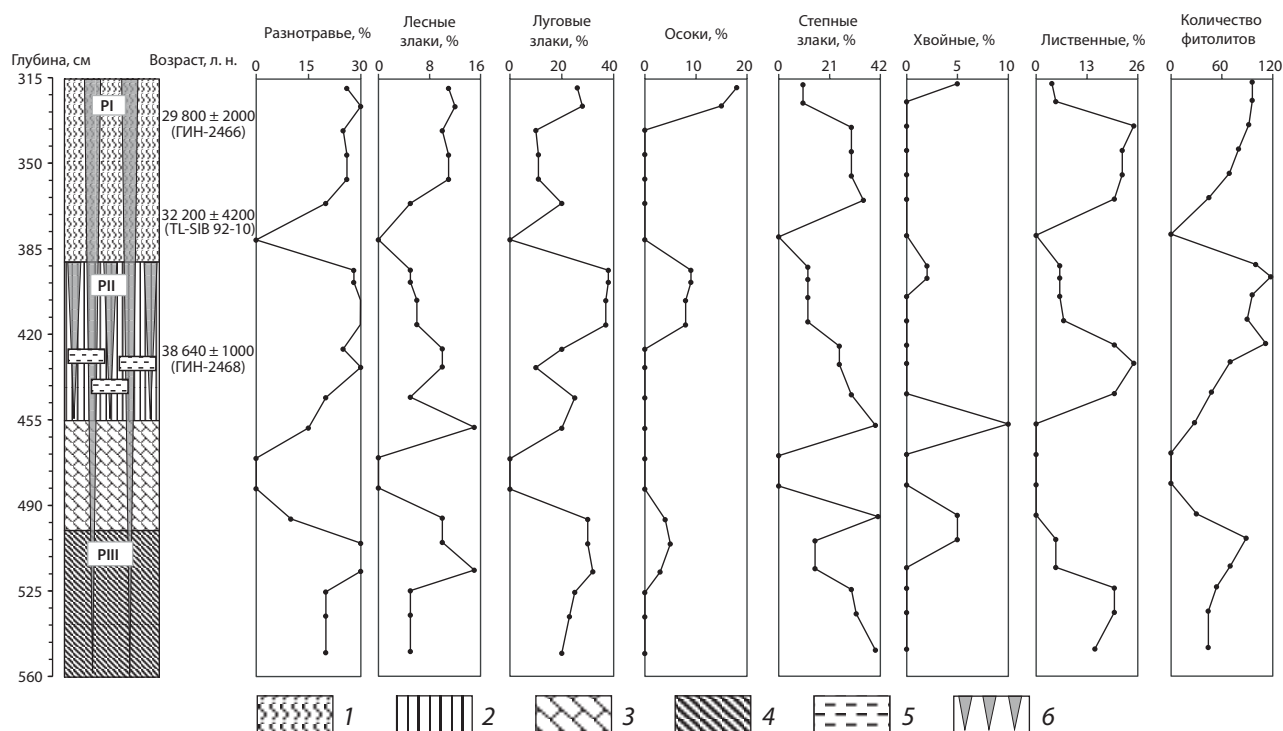 Глубина, см
Возраст, л. н.
Разнотравье, %
Лесные
злаки, %
Луговые
злаки, %
Осоки, %
Степные
злаки, %
Хвойные, %
Лиственные, %
Количество
фитолитов
0 15 30
0 8 16
0 20 40
0 10 20
0 21 42
0 5 10
0 13 26
0 60 120
315
350
385
420
455
490
525
560
PI
PII
PIII
29 800 ± 2000
(ГИН-2466)
32 200 ± 4200
(TL-SIB 92-10)
38 640 ± 1000
(ГИН-2468)
1 2 3 4 5 6